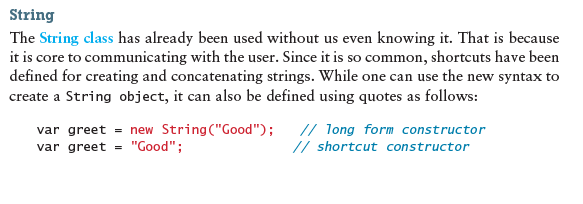 String
The String class has already been used without us even knowing it. That is because
it is core to communicating with the user. Since it is so common, shortcuts have been
defined for creating and concatenating strings. While one can use the new syntax to
create a String object, it can also be defined using quotes as follows:
var greet = new String("Good");   // long form constructor
var greet = "Good";              // shortcut constructor